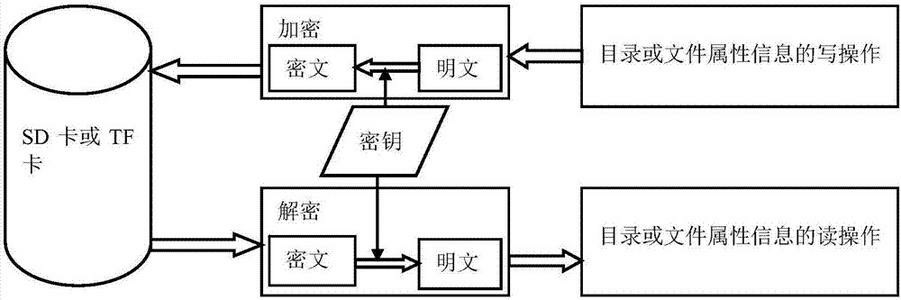 加密
密文
明文
目录或文件属性信息的写操作
SD 卡或 TF
卡
密钥
解密
密文
明文
目录或文件属性信息的读操作